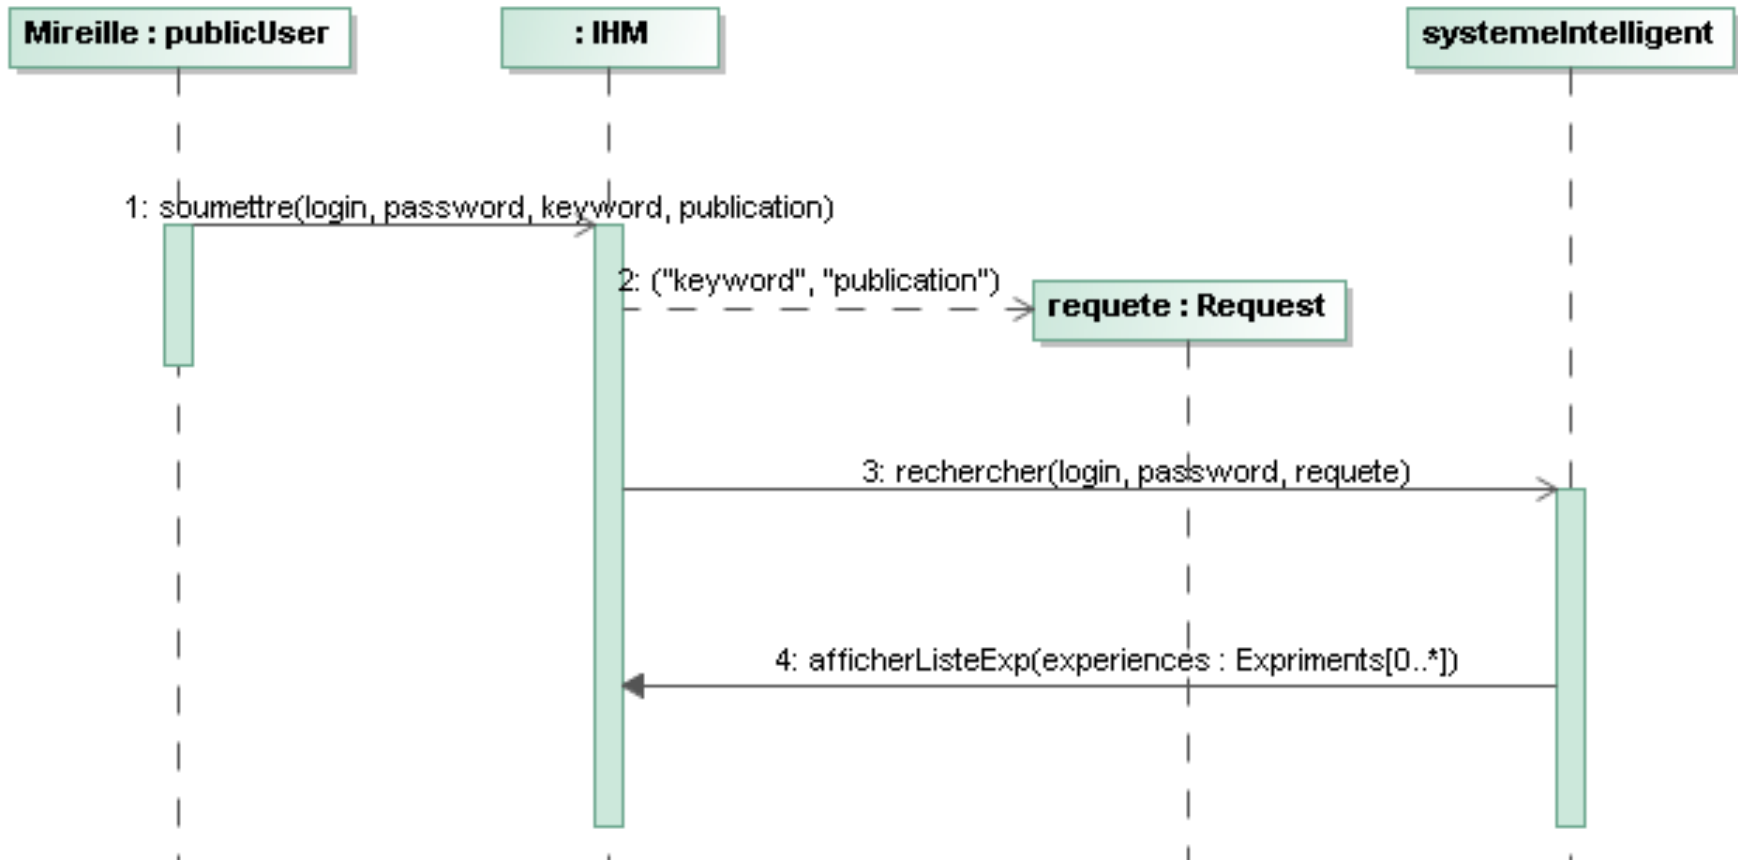 Mireille : publicUser
: IHM
systemeIntelligent
1: soumettre(login, password, keyword, publication)
2: ("keyword", "publication")
requete : Request
3: rechercher(login, password, requete)
4: afficherListeExp(experiences : Expriments[0..*])